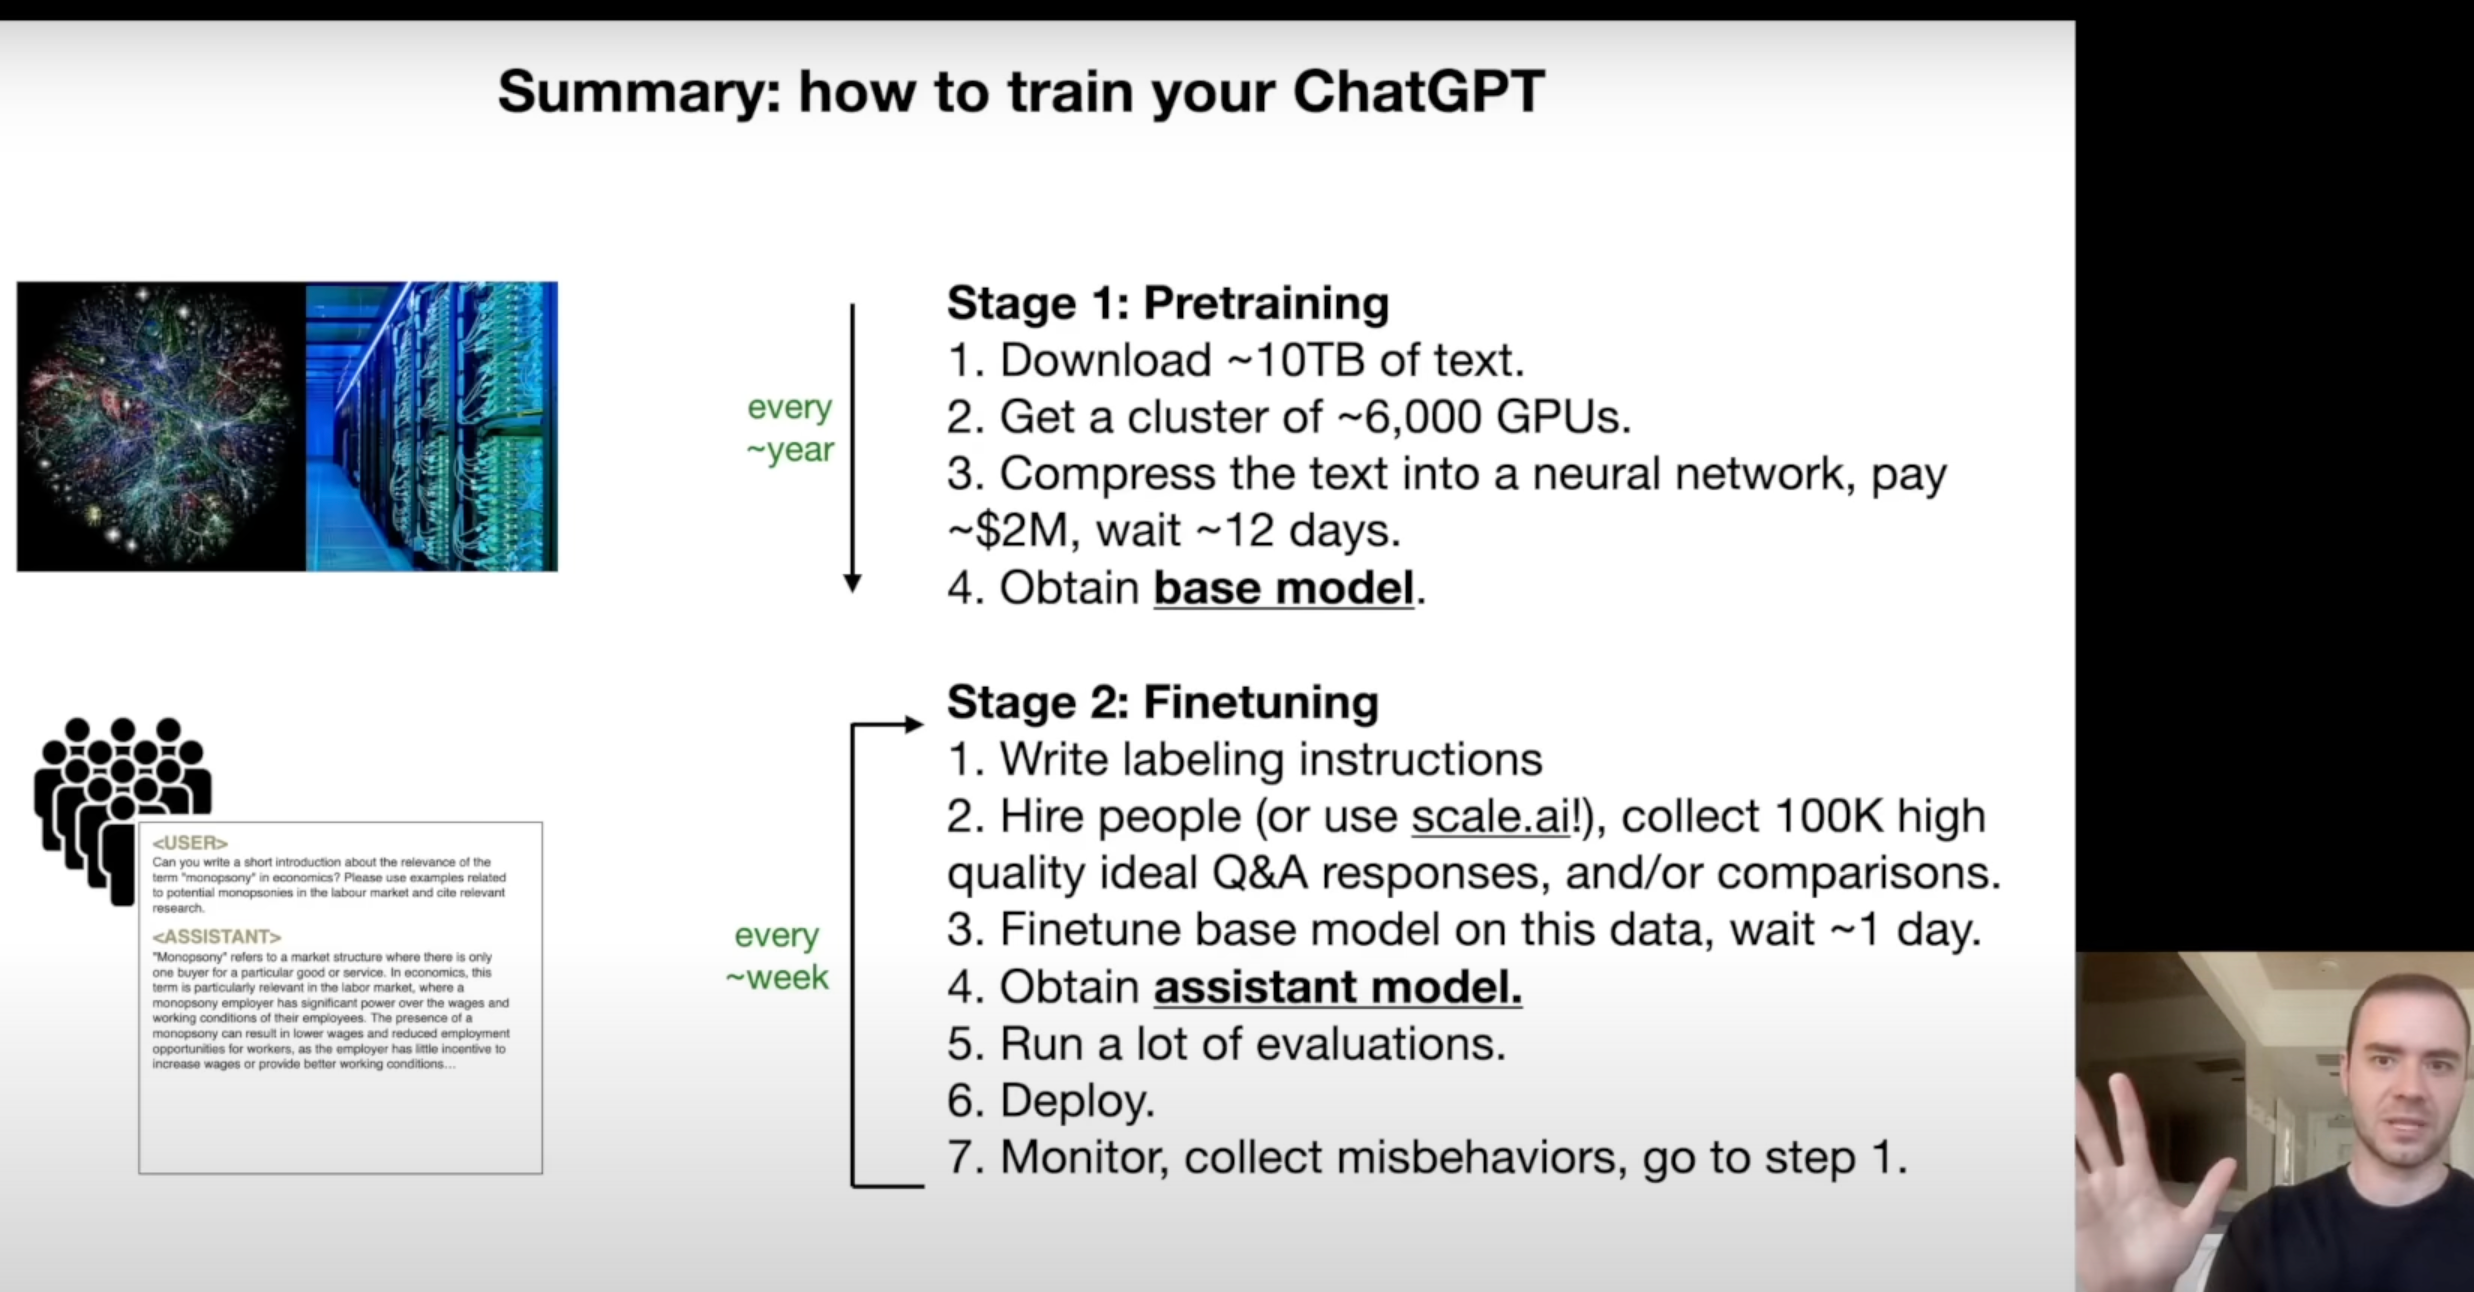 Summary: how to train your ChatGPT
every
~year
Stage 1: Pretraining
1. Download ~10TB of text.
2. Get a cluster of ~6,000 GPUs.
3. Compress the text into a neural network, pay
~$2M, wait ~12 days.
4. Obtain base model.
<USER>
Can you write a short introduction about the relevance of the
term "monopsony" in economics? Please use examples related
to potential monopsonies in the labour market and cite relevant
research.
<ASSISTANT>
"Monopsony" refers to a market structure where there is only
one buyer for a particular good or service. In economics, this
term is particularly relevant in the labor market, where a
monopsony employer has significant power over the wages and
working conditions of their employees. The presence of a
monopsony can result in lower wages and reduced employment
opportunities for workers, as the employer has little incentive to
increase wages or provide better working conditions...
every
~week
Stage 2: Finetuning
1. Write labeling instructions
2. Hire people (or use scale.ai!), collect 100K high
quality ideal Q&A responses, and/or comparisons.
3. Finetune base model on this data, wait ~1 day.
4. Obtain assistant model.
5. Run a lot of evaluations.
6. Deploy.
7. Monitor, collect misbehaviors, go to step 1.